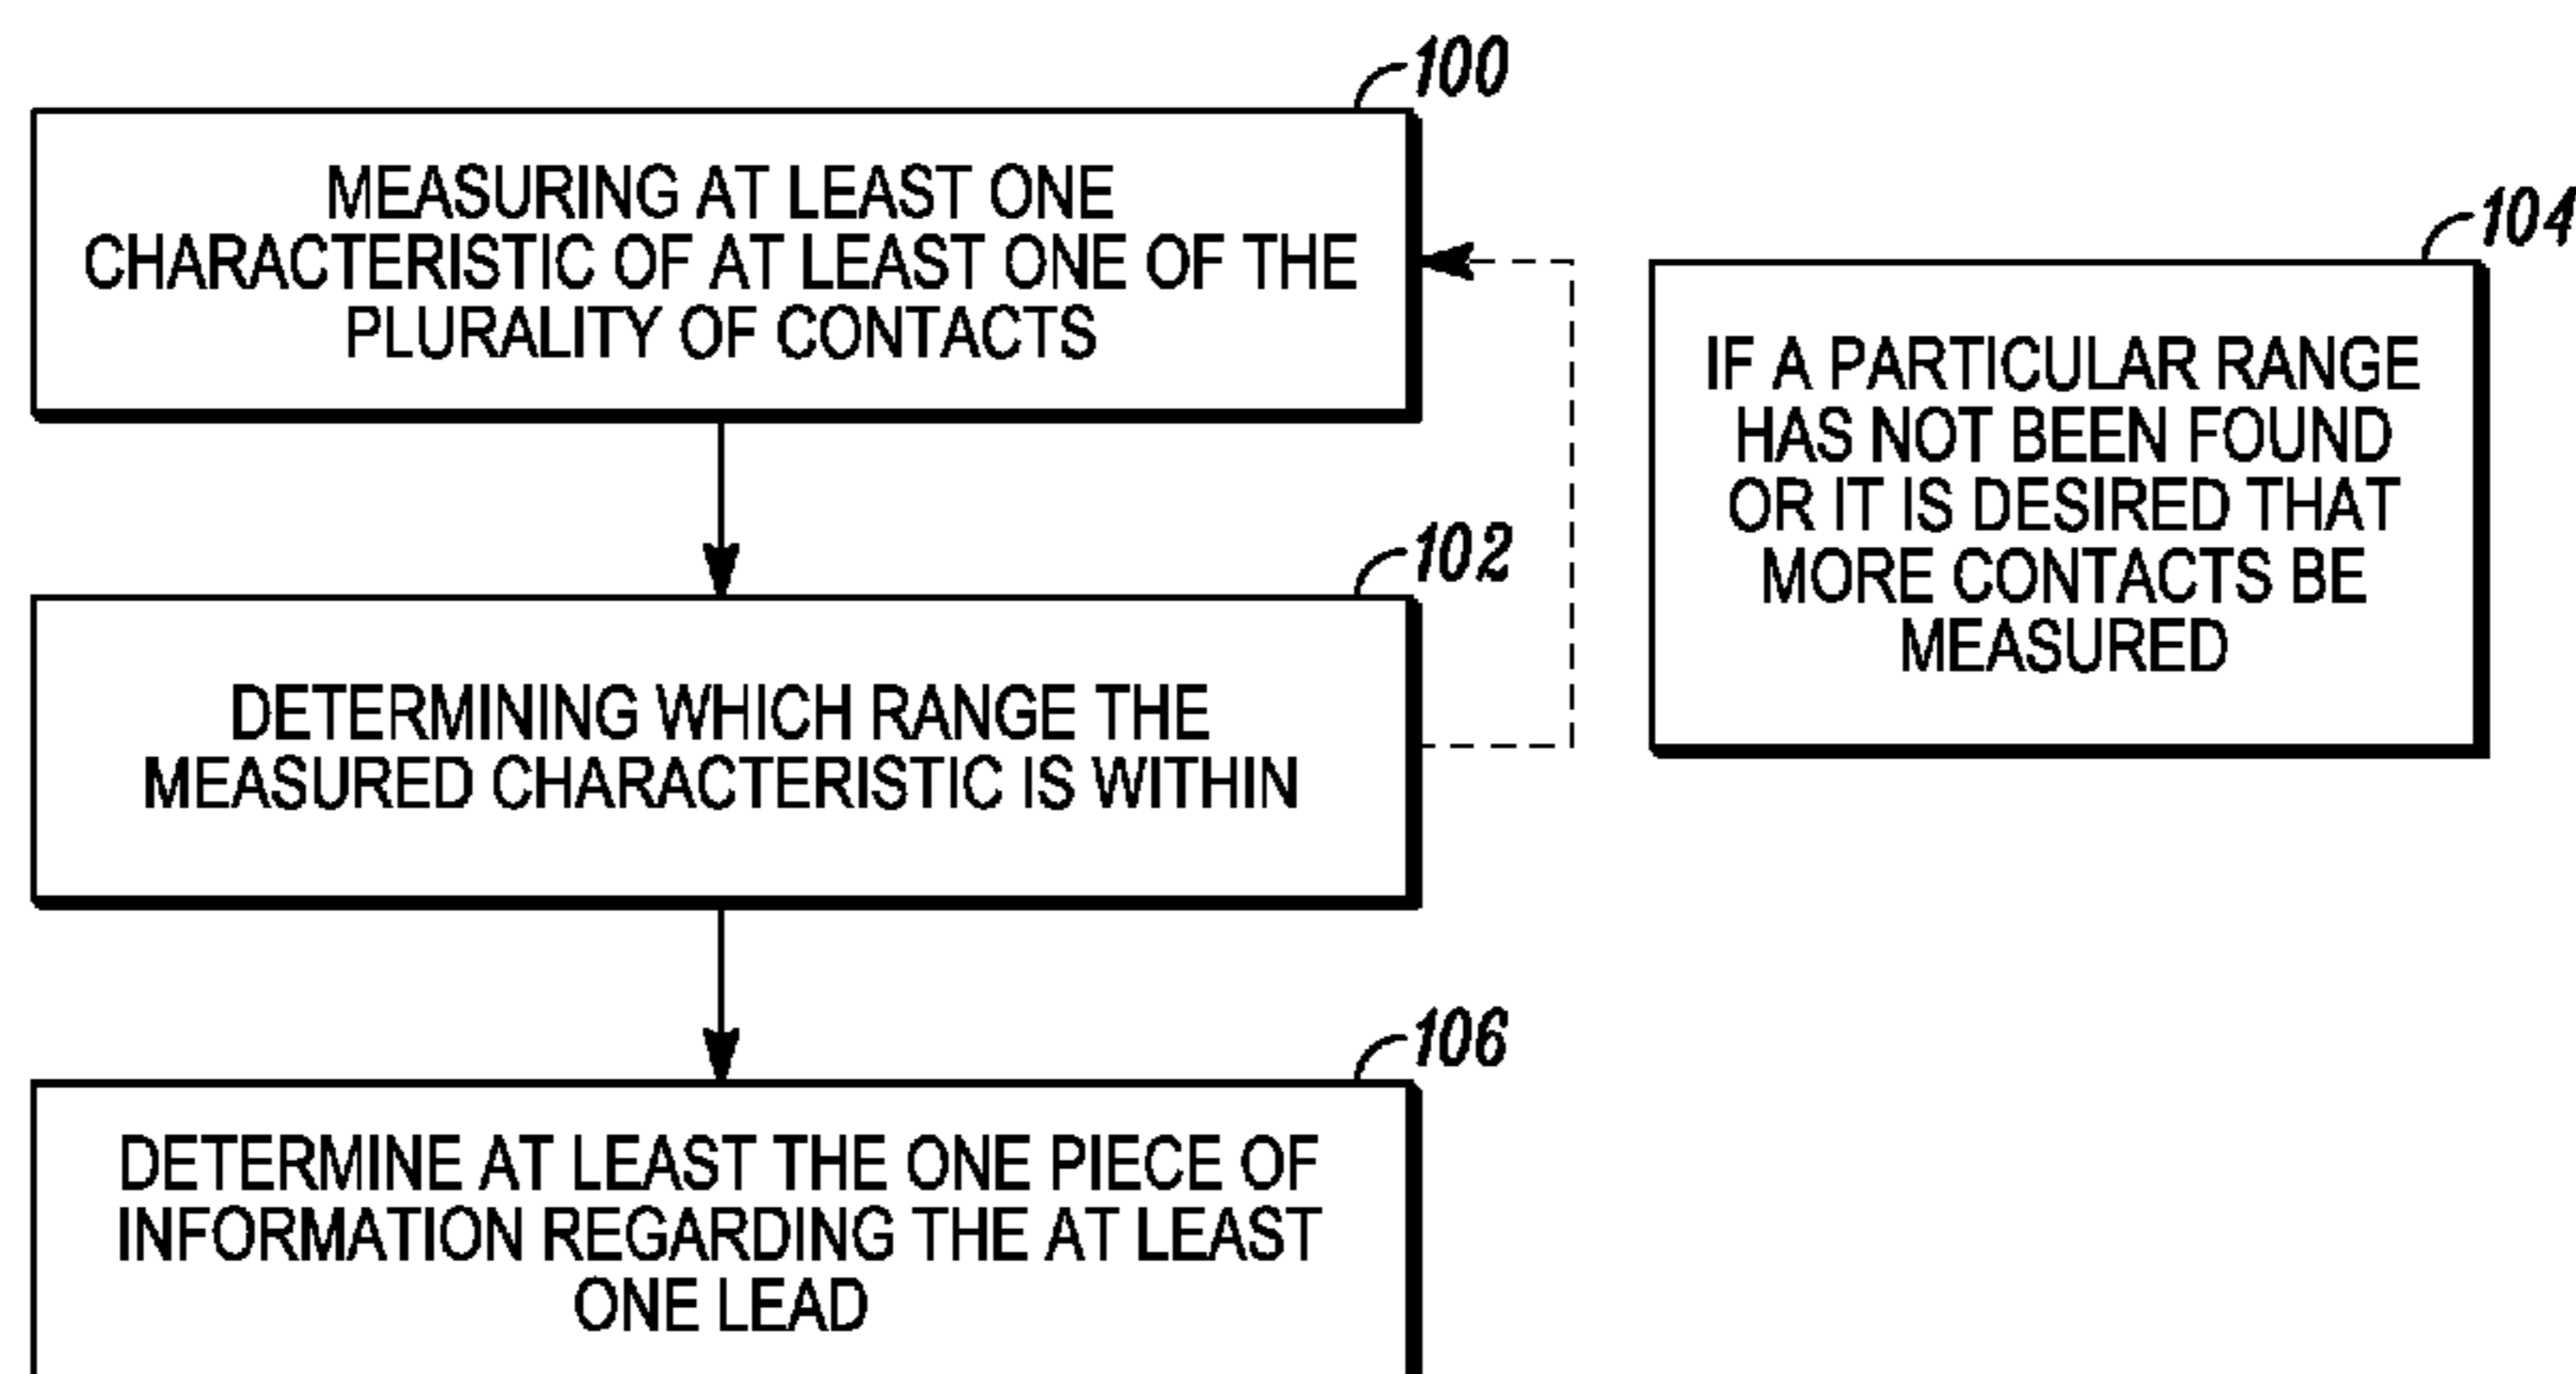 100
MEASURING AT LEAST ONE
CHARACTERISTIC OF AT LEAST ONE OF THE
PLURALITY OF CONTACTS
104
IF A PARTICULAR RANGE
HAS NOT BEEN FOUND
OR IT IS DESIRED THAT
MORE CONTACTS BE
MEASURED
102
DETERMINING WHICH RANGE THE
MEASURED CHARACTERISTIC IS WITHIN
106
DETERMINE AT LEAST THE ONE PIECE OF
INFORMATION REGARDING THE AT LEAST
ONE LEAD